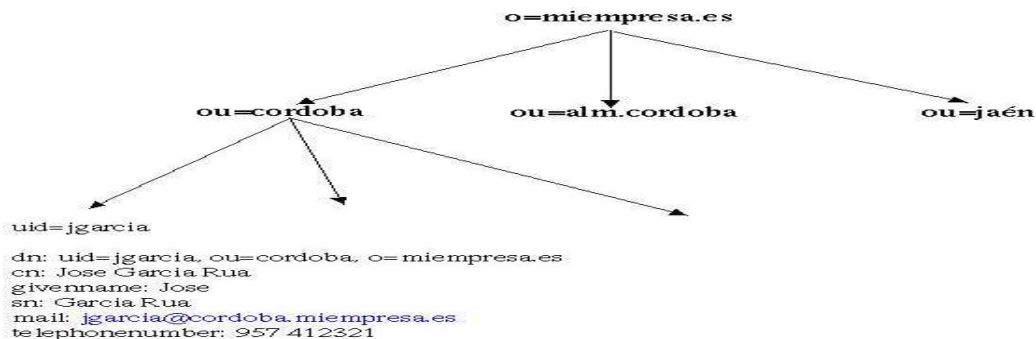 o=miempresa.es
ou=cordoba ou=alm.cordoba ou=jaén
uid=jgarcia
dn: uid=jgarcia, ou=cordoba, o=miempresa.es
cn: Jose Garcia Rua
givenname: Jose
sn: Garcia Rua
mail: jgarcia@cordoba.miempresa.es
telephonenumber: 957 412321